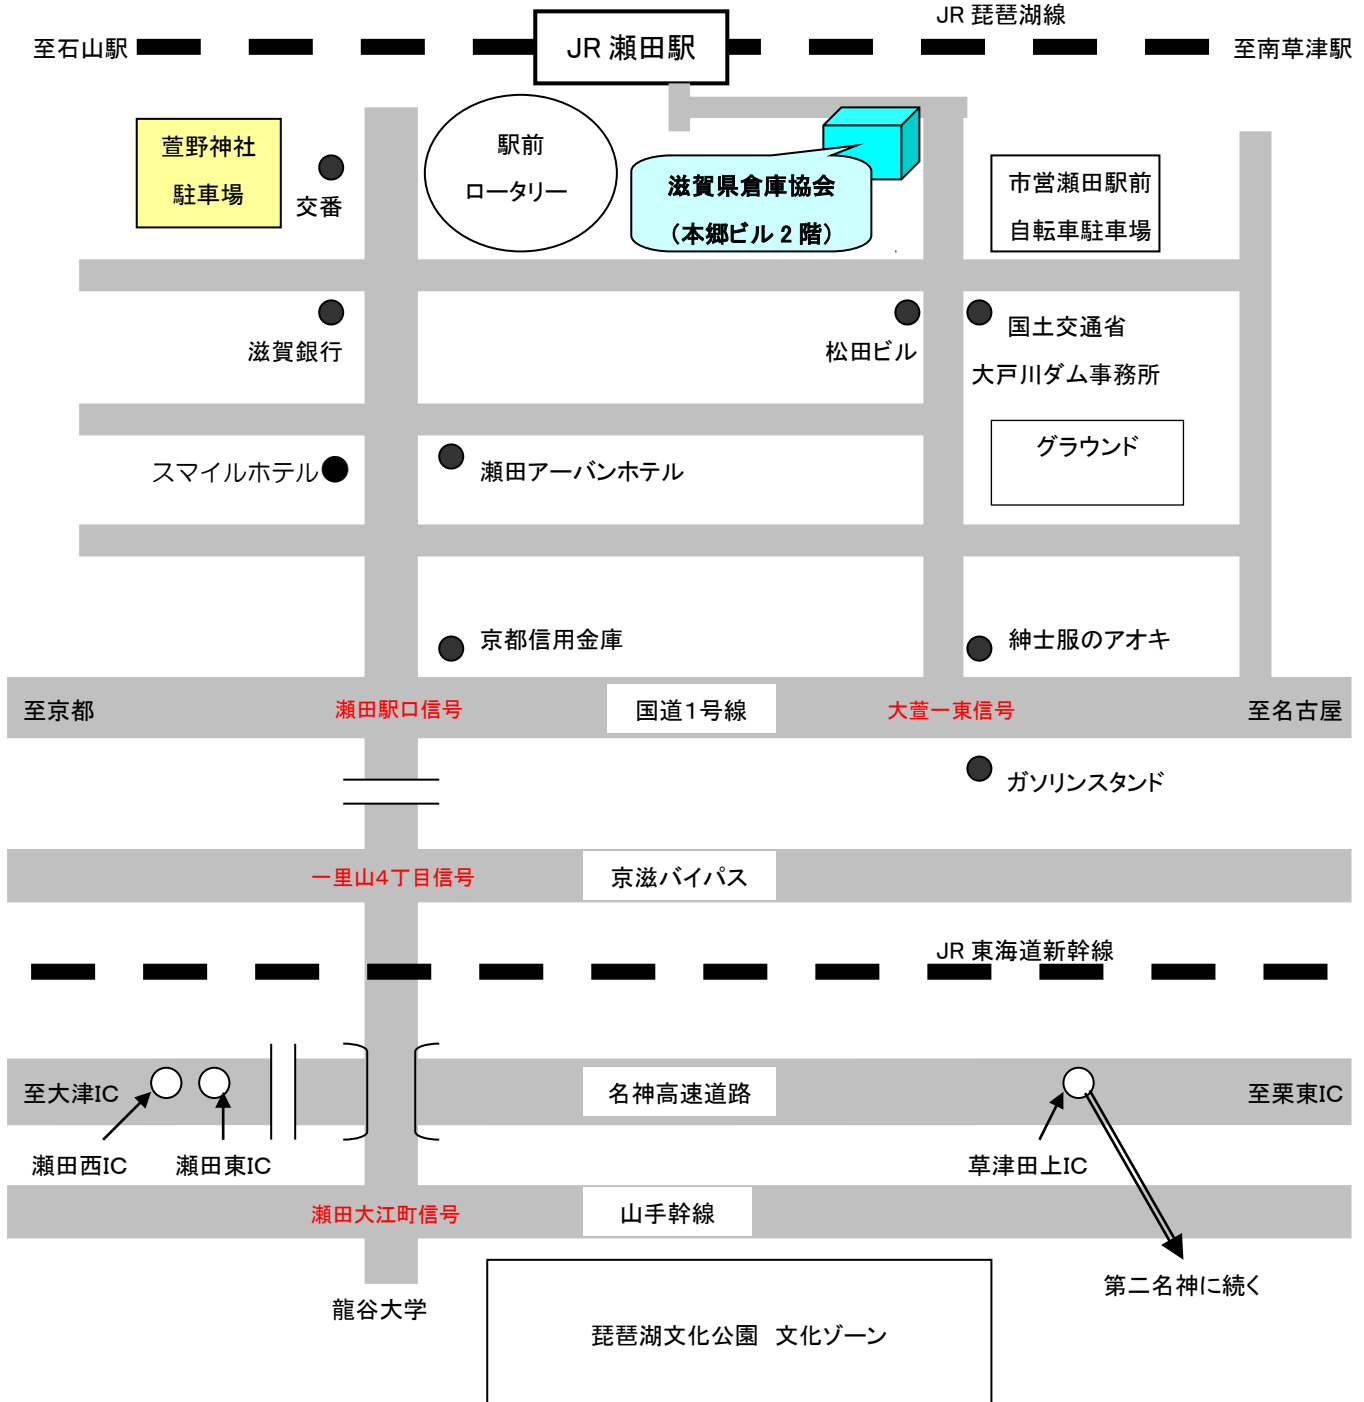 JR 琵琶湖線
至石山駅
JR 瀬田駅
至南草津駅
萱野神社
駐車場
交番
駅前
ロータリー
滋賀県倉庫協会
（本郷ビル 2 階）
市営瀬田駅前
自転車駐車場
滋賀銀行
松田ビル
国土交通省
大戸川ダム事務所
グラウンド
スマイルホテル
瀬田アーバンホテル
京都信用金庫
紳士服のアオキ
至京都
瀬田駅口信号
国道1号線
大萱一東信号
至名古屋
ガソリンスタンド
一里山4丁目信号
京滋バイパス
JR 東海道新幹線
至大津IC
名神高速道路
至栗東IC
瀬田西IC
瀬田東IC
草津田上IC
瀬田大江町信号
山手幹線
第二名神に続く
龍谷大学
琵琶湖文化公園　文化ゾーン